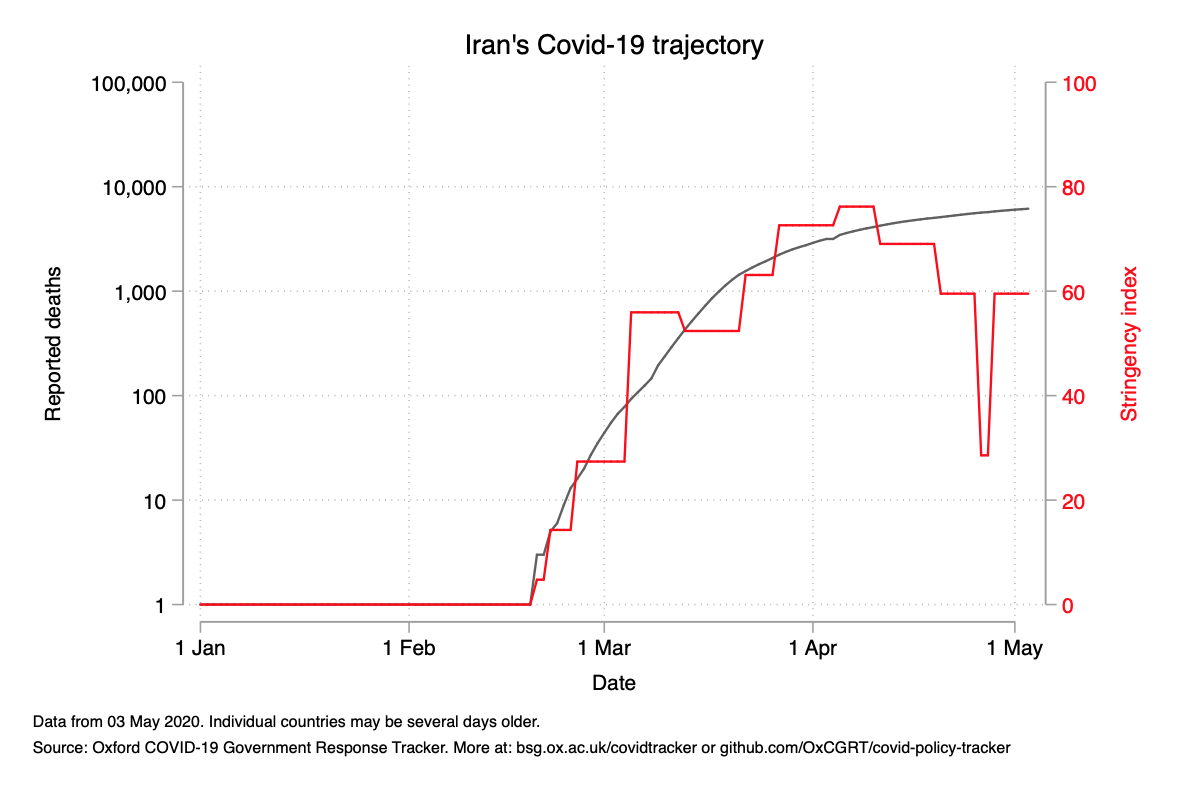 Iran's Covid-19 trajectory
100,000
10,000
1,000
100
10
1
Reported deaths
100
80
60
40
20
0
Stringency index
1 Jan
1 Feb
1 Mar
1 Apr
1 May
Date
Data from 03 May 2020. Individual countries may be several days older.
Source: Oxford COVID-19 Government Response Tracker. More at: bsg.ox.ac.uk/covidtracker or github.com/OxCGRT/covid-policy-tracker